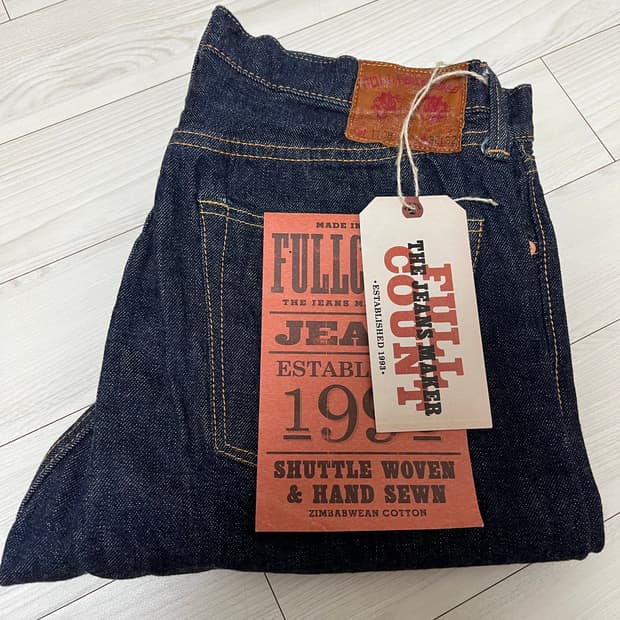 MADE IN
FULLC
THE JEANS M
JEA
ESTABL
199
SHUTTLE WOVEN
& HAND SEWN
ZIMBABWEAN COTTON
FULL COUNT
THE JEANS MAKER
•ESTABLISHED 1993•